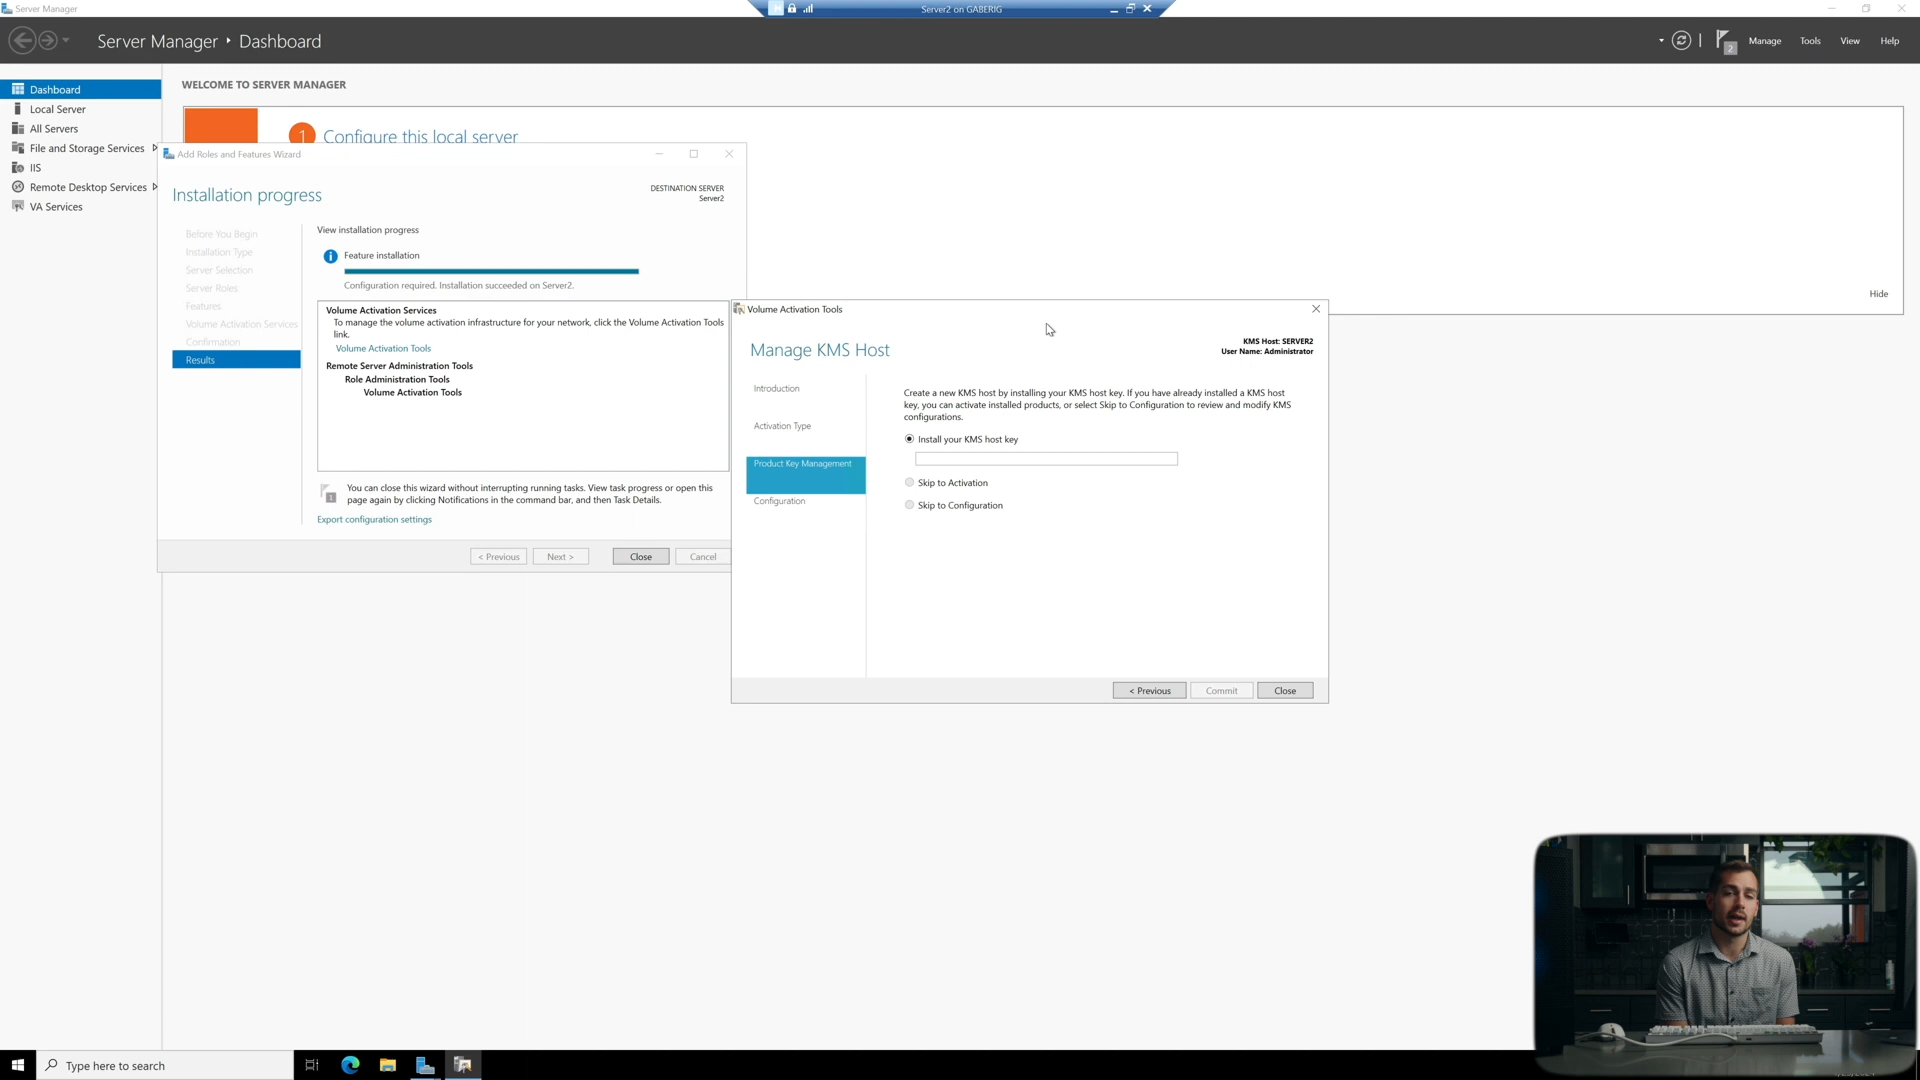 Server Manager
Server2 on GABERIG
Server Manager
Dashboard
2
Manage
Tools
View
Help
Dashboard
Local Server
All Servers
File and Storage Services
IIS
Remote Desktop Services
VA Services
WELCOME TO SERVER MANAGER
1
Configure this local server
Hide
Add Roles and Features Wizard
Installation progress
DESTINATION SERVER
Server2
Before You Begin
Installation Type
Server Selection
Server Roles
Features
Volume Activation Services
Confirmation
Results
View installation progress
Feature installation
Configuration required. Installation succeeded on Server2.
Volume Activation Services
To manage the volume activation infrastructure for your network, click the Volume Activation Tools
link.
Volume Activation Tools
Remote Server Administration Tools
Role Administration Tools
Volume Activation Tools
1
You can close this wizard without interrupting running tasks. View task progress or open this
page again by clicking Notifications in the command bar, and then Task Details.
Export configuration settings
< Previous
Next >
Close
Cancel
Volume Activation Tools
Manage KMS Host
KMS Host: SERVER2
User Name: Administrator
Introduction
Activation Type
Product Key Management
Configuration
Create a new KMS host by installing your KMS host key. If you have already installed a KMS host
key, you can activate installed products, or select Skip to Configuration to review and modify KMS
configurations.
Install your KMS host key
Skip to Activation
Skip to Configuration
< Previous
Commit
Close
Type here to search